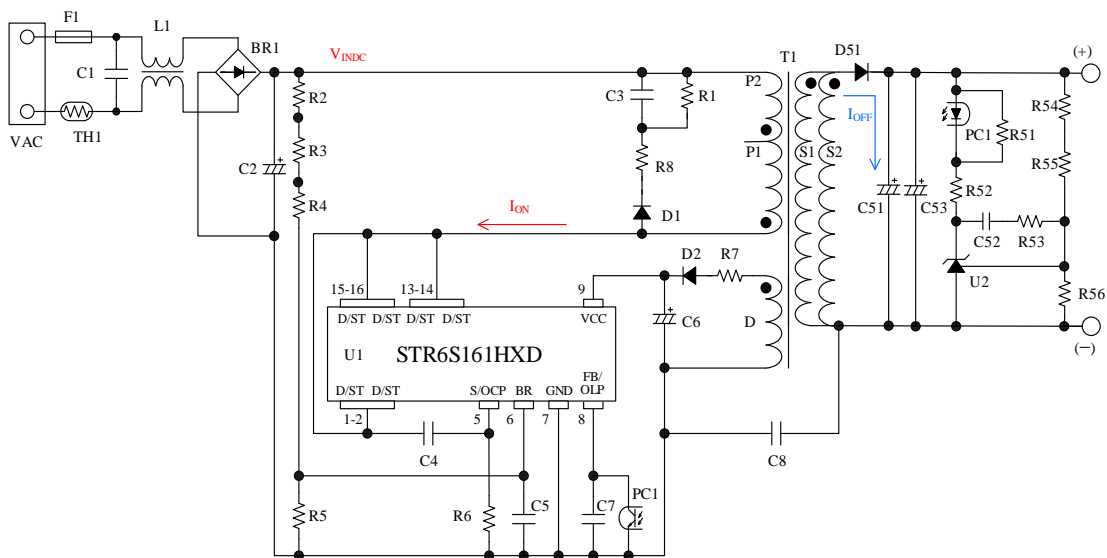 F1
L1
BR1
V_INDC
T1
D51
(+)
C1
R2
C3
R1
P2
I_OFF
R54
PC1
R51
VAC
TH1
R3
P1
S1
S2
C2
R8
R55
R4
R52
I_ON
D1
C51
C53
C52
R53
D2
R7
15-16
13-14
9
U2
R56
D/ST
D/ST
D/ST
D/ST
VCC
C6
D
U1
STR6S161HXD
(−)
D/ST
D/ST
S/OCP
BR
GND
FB/
OLP
1-2
5
6
7
8
C4
C8
R5
R6
C5
C7
PC1